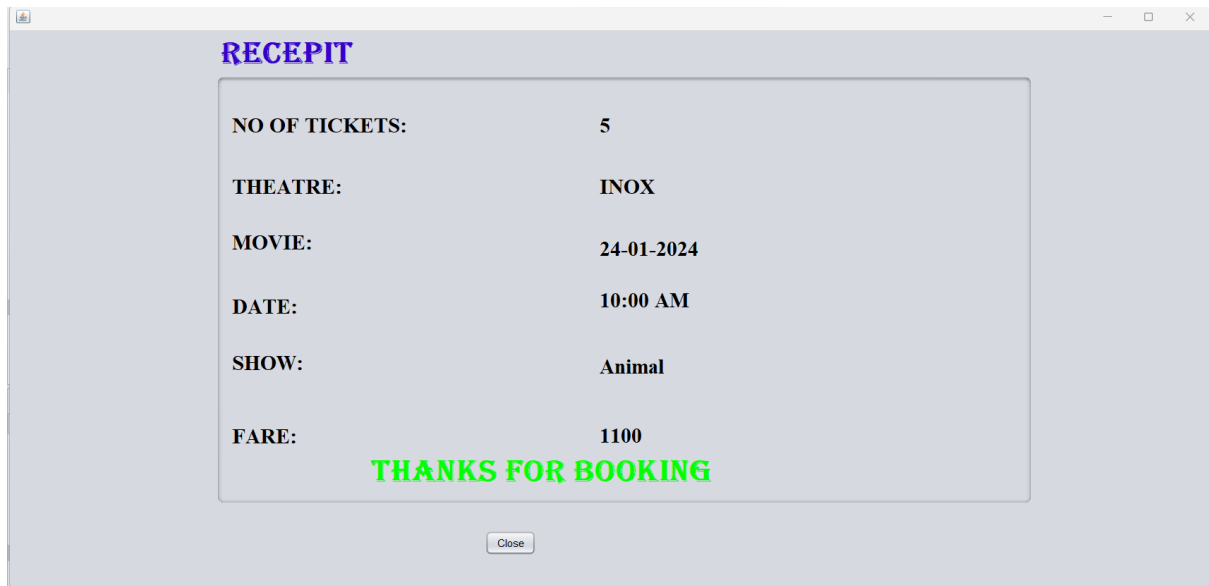 RECEPIT
NO OF TICKETS: 5
THEATRE: INOX
MOVIE: 24-01-2024
DATE: 10:00 AM
SHOW: Animal
FARE: 1100
THANKS FOR BOOKING
Close